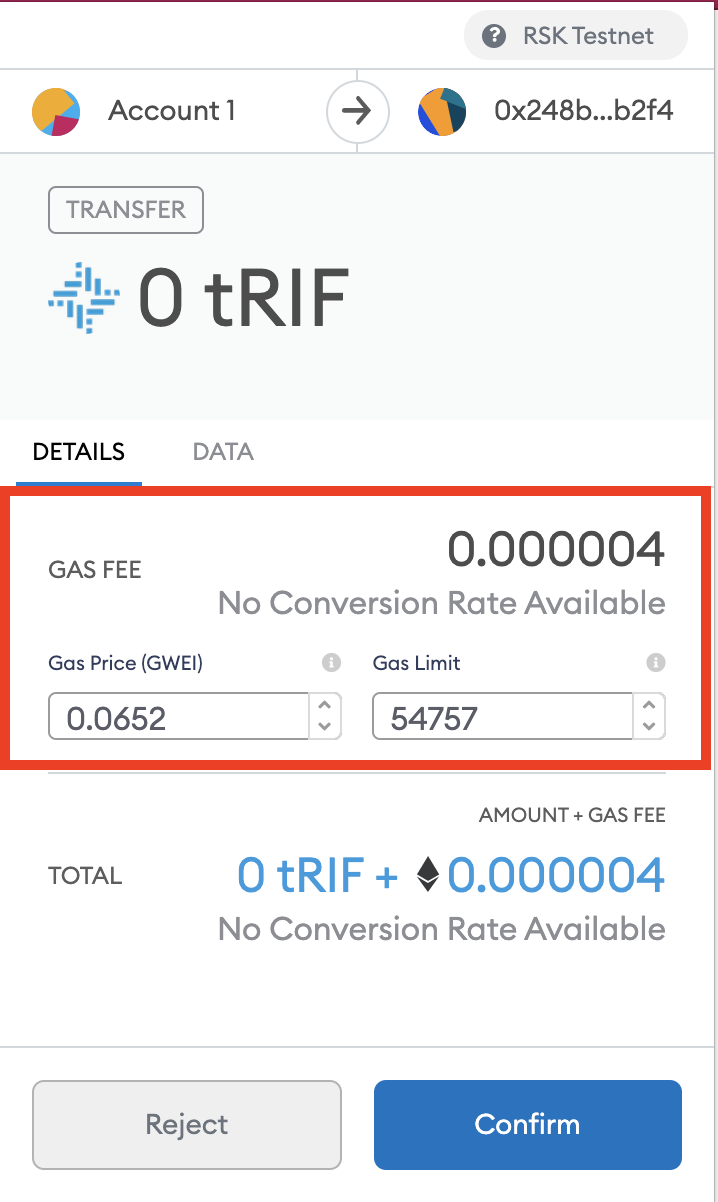 RSK Testnet
Account 1
0x248b...b2f4
TRANSFER
0 tRIF
DETAILS DATA
GAS FEE
0.000004
No Conversion Rate Available
Gas Price (GWEI) Gas Limit
0.0652 54757
AMOUNT + GAS FEE
TOTAL 0 tRIF + 0.000004
No Conversion Rate Available
Reject Confirm